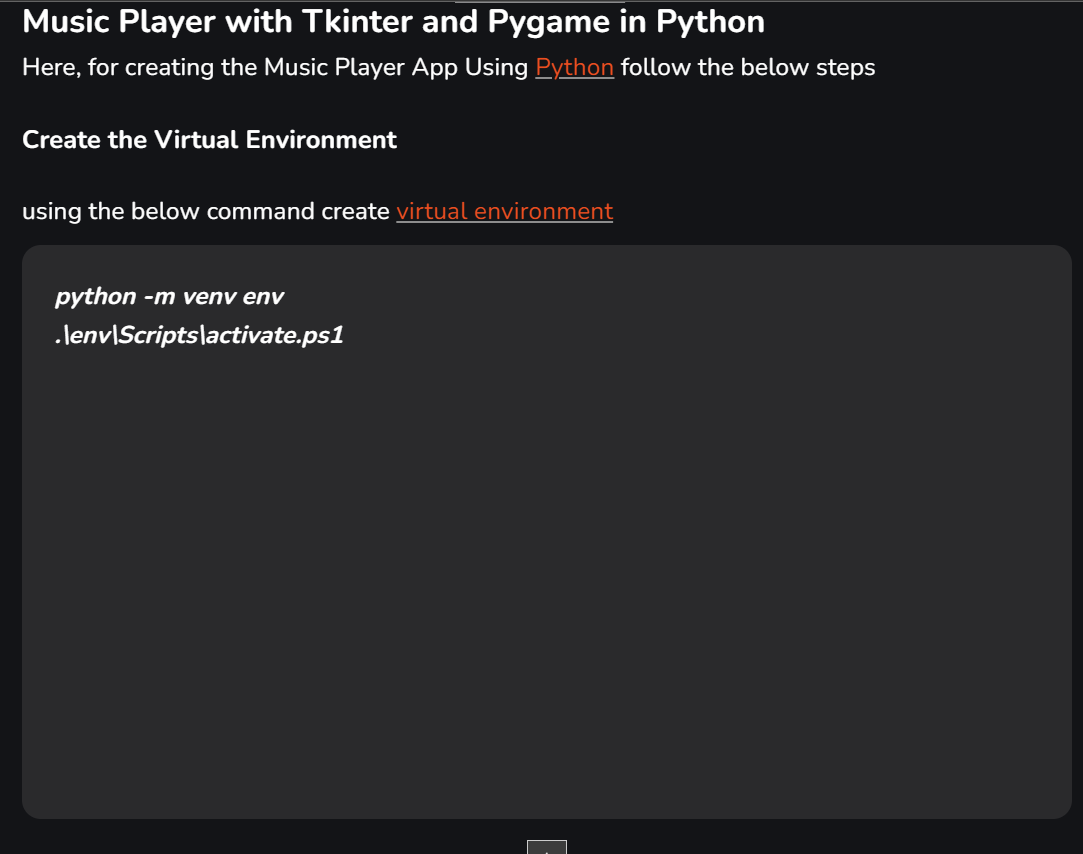 Music Player with Tkinter and Pygame in Python
Here, for creating the Music Player App Using Python follow the below steps
Create the Virtual Environment
using the below command create virtual environment
python -m venv env
.\env\Scripts\activate.ps1